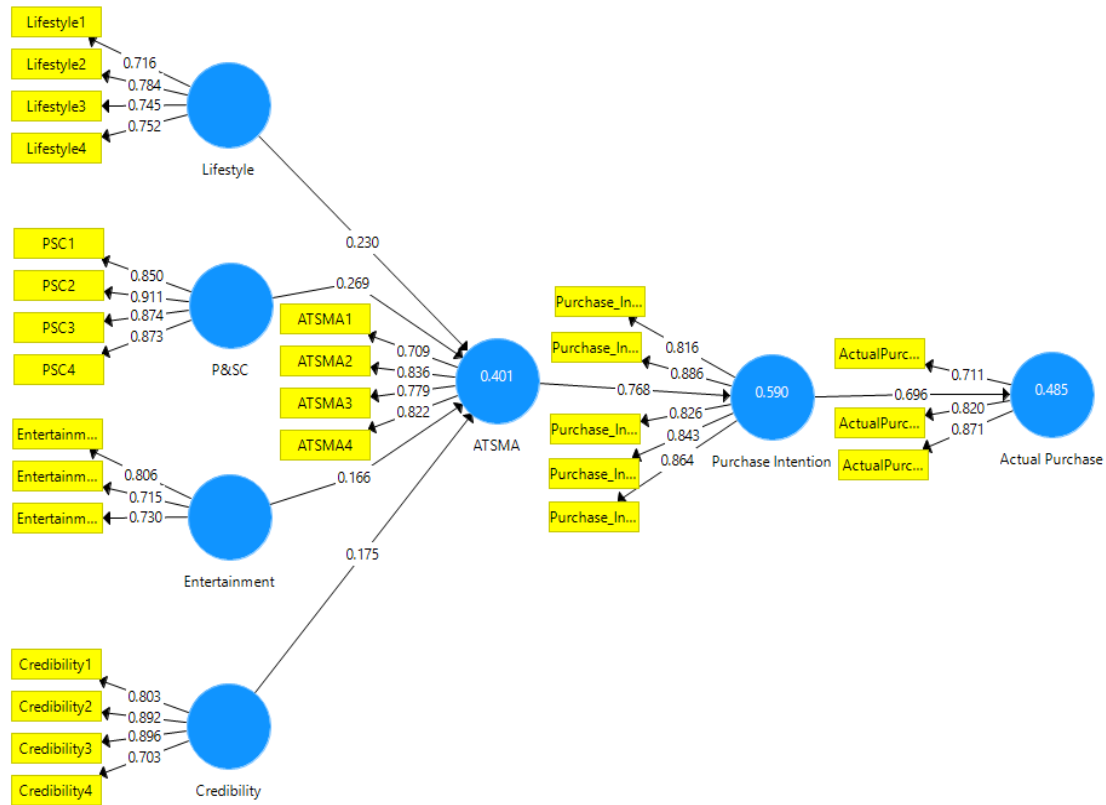 Lifestyle1
Lifestyle2
Lifestyle3
Lifestyle4
0.716
0.784
0.745
0.752
Lifestyle
0.230
PSC1
PSC2
PSC3
PSC4
0.850
0.911
0.874
0.873
P&SC
0.269
ATSMA1
ATSMA2
ATSMA3
ATSMA4
0.709
0.836
0.779
0.822
0.401
ATSMA
Entertainm...
Entertainm...
Entertainm...
0.806
0.715
0.730
Entertainment
0.166
Credibility1
Credibility2
Credibility3
Credibility4
0.803
0.892
0.896
0.703
Credibility
0.175
0.768
Purchase_In...
Purchase_In...
Purchase_In...
Purchase_In...
Purchase_In...
0.816
0.886
0.826
0.843
0.864
0.590
Purchase Intention
0.696
ActualPurc...
ActualPurc...
ActualPurc...
0.711
0.820
0.871
0.485
Actual Purchase